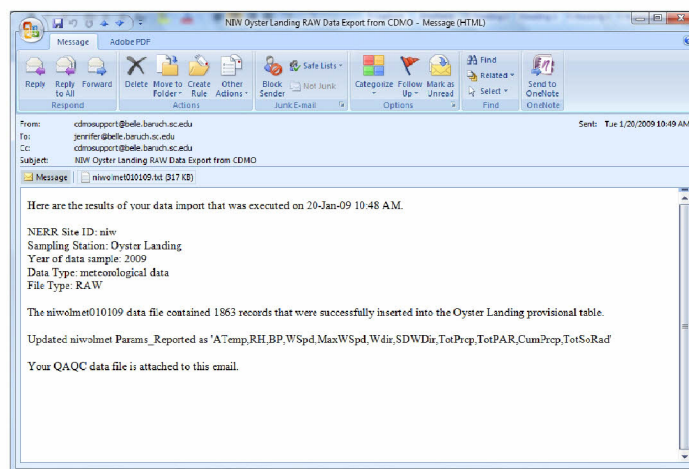 NIW Oyster Landing RAW Data Export from CDMO - Message (HTML)
Message Adobe PDF
Reply Reply to All Forward Delete Move to Folder Create Rule Other Actions Block Sender Safe Lists Not Junk Categorize Follow Up Mark as Unread Find Related Select Send to OneNote
Respond Actions Junk E-mail Options Find OneNote
From: cdmosupport@belle.baruch.sc.edu Sent: Tue 1/20/2009 10:49 AM
To: jennifer@belle.baruch.sc.edu
Cc: cdmosupport@belle.baruch.sc.edu
Subject: NIW Oyster Landing RAW Data Export from CDMO
Message niwolmet010109.txt (317 KB)
Here are the results of your data import that was executed on 20-Jan-09 10:48 AM.
NERR Site ID: niw
Sampling Station: Oyster Landing
Year of data sample: 2009
Data Type: meteorological data
File Type: RAW
The niwolmet010109 data file contained 1863 records that were successfully inserted into the Oyster Landing provisional table.
Updated niwolmet Params_Reported as 'ATemp,RH,BP,WSpd,MaxWSpd,Wdir,SDWDir,TotPrcp,TotPAR,CumPrcp,TotSoRad'
Your QAQC data file is attached to this email.